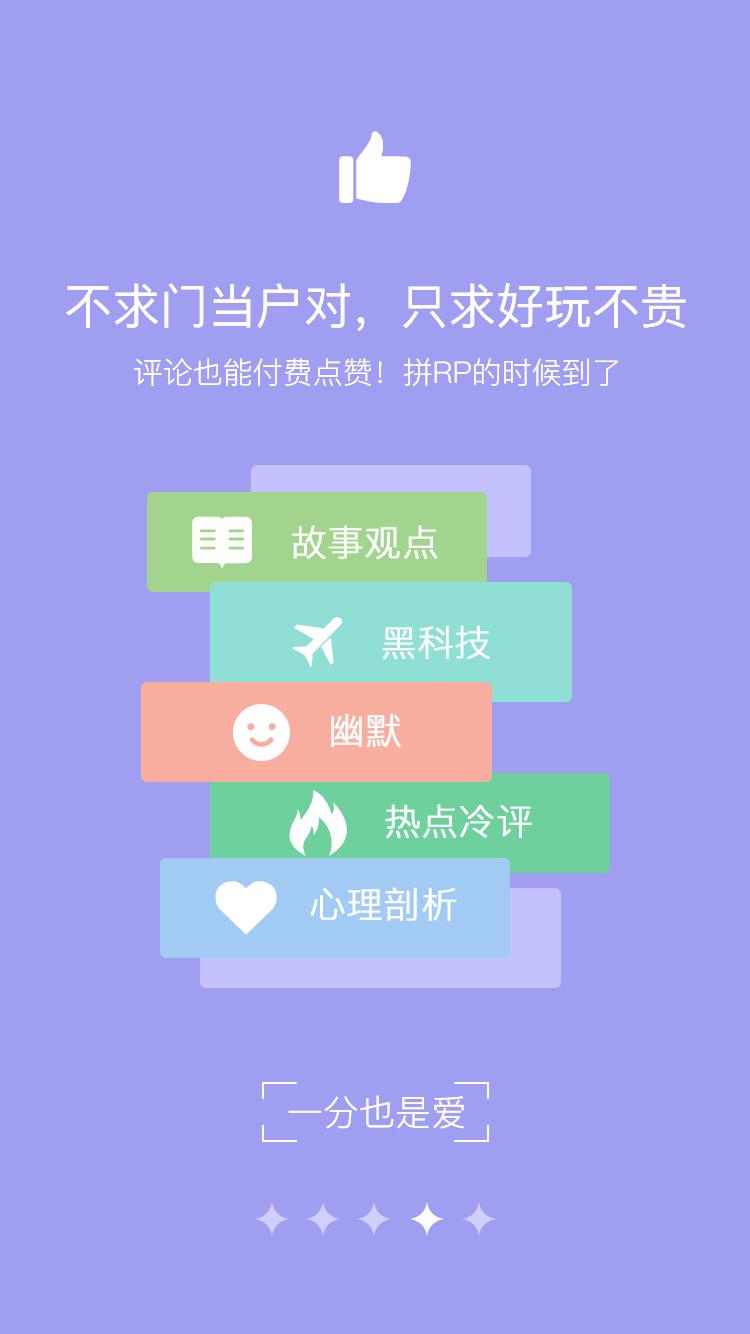 不求门当户对，只求好玩不贵
评论也能付费点赞！拼RP的时候到了
故事观点
黑科技
幽默
热点冷评
心理剖析
一分也是爱